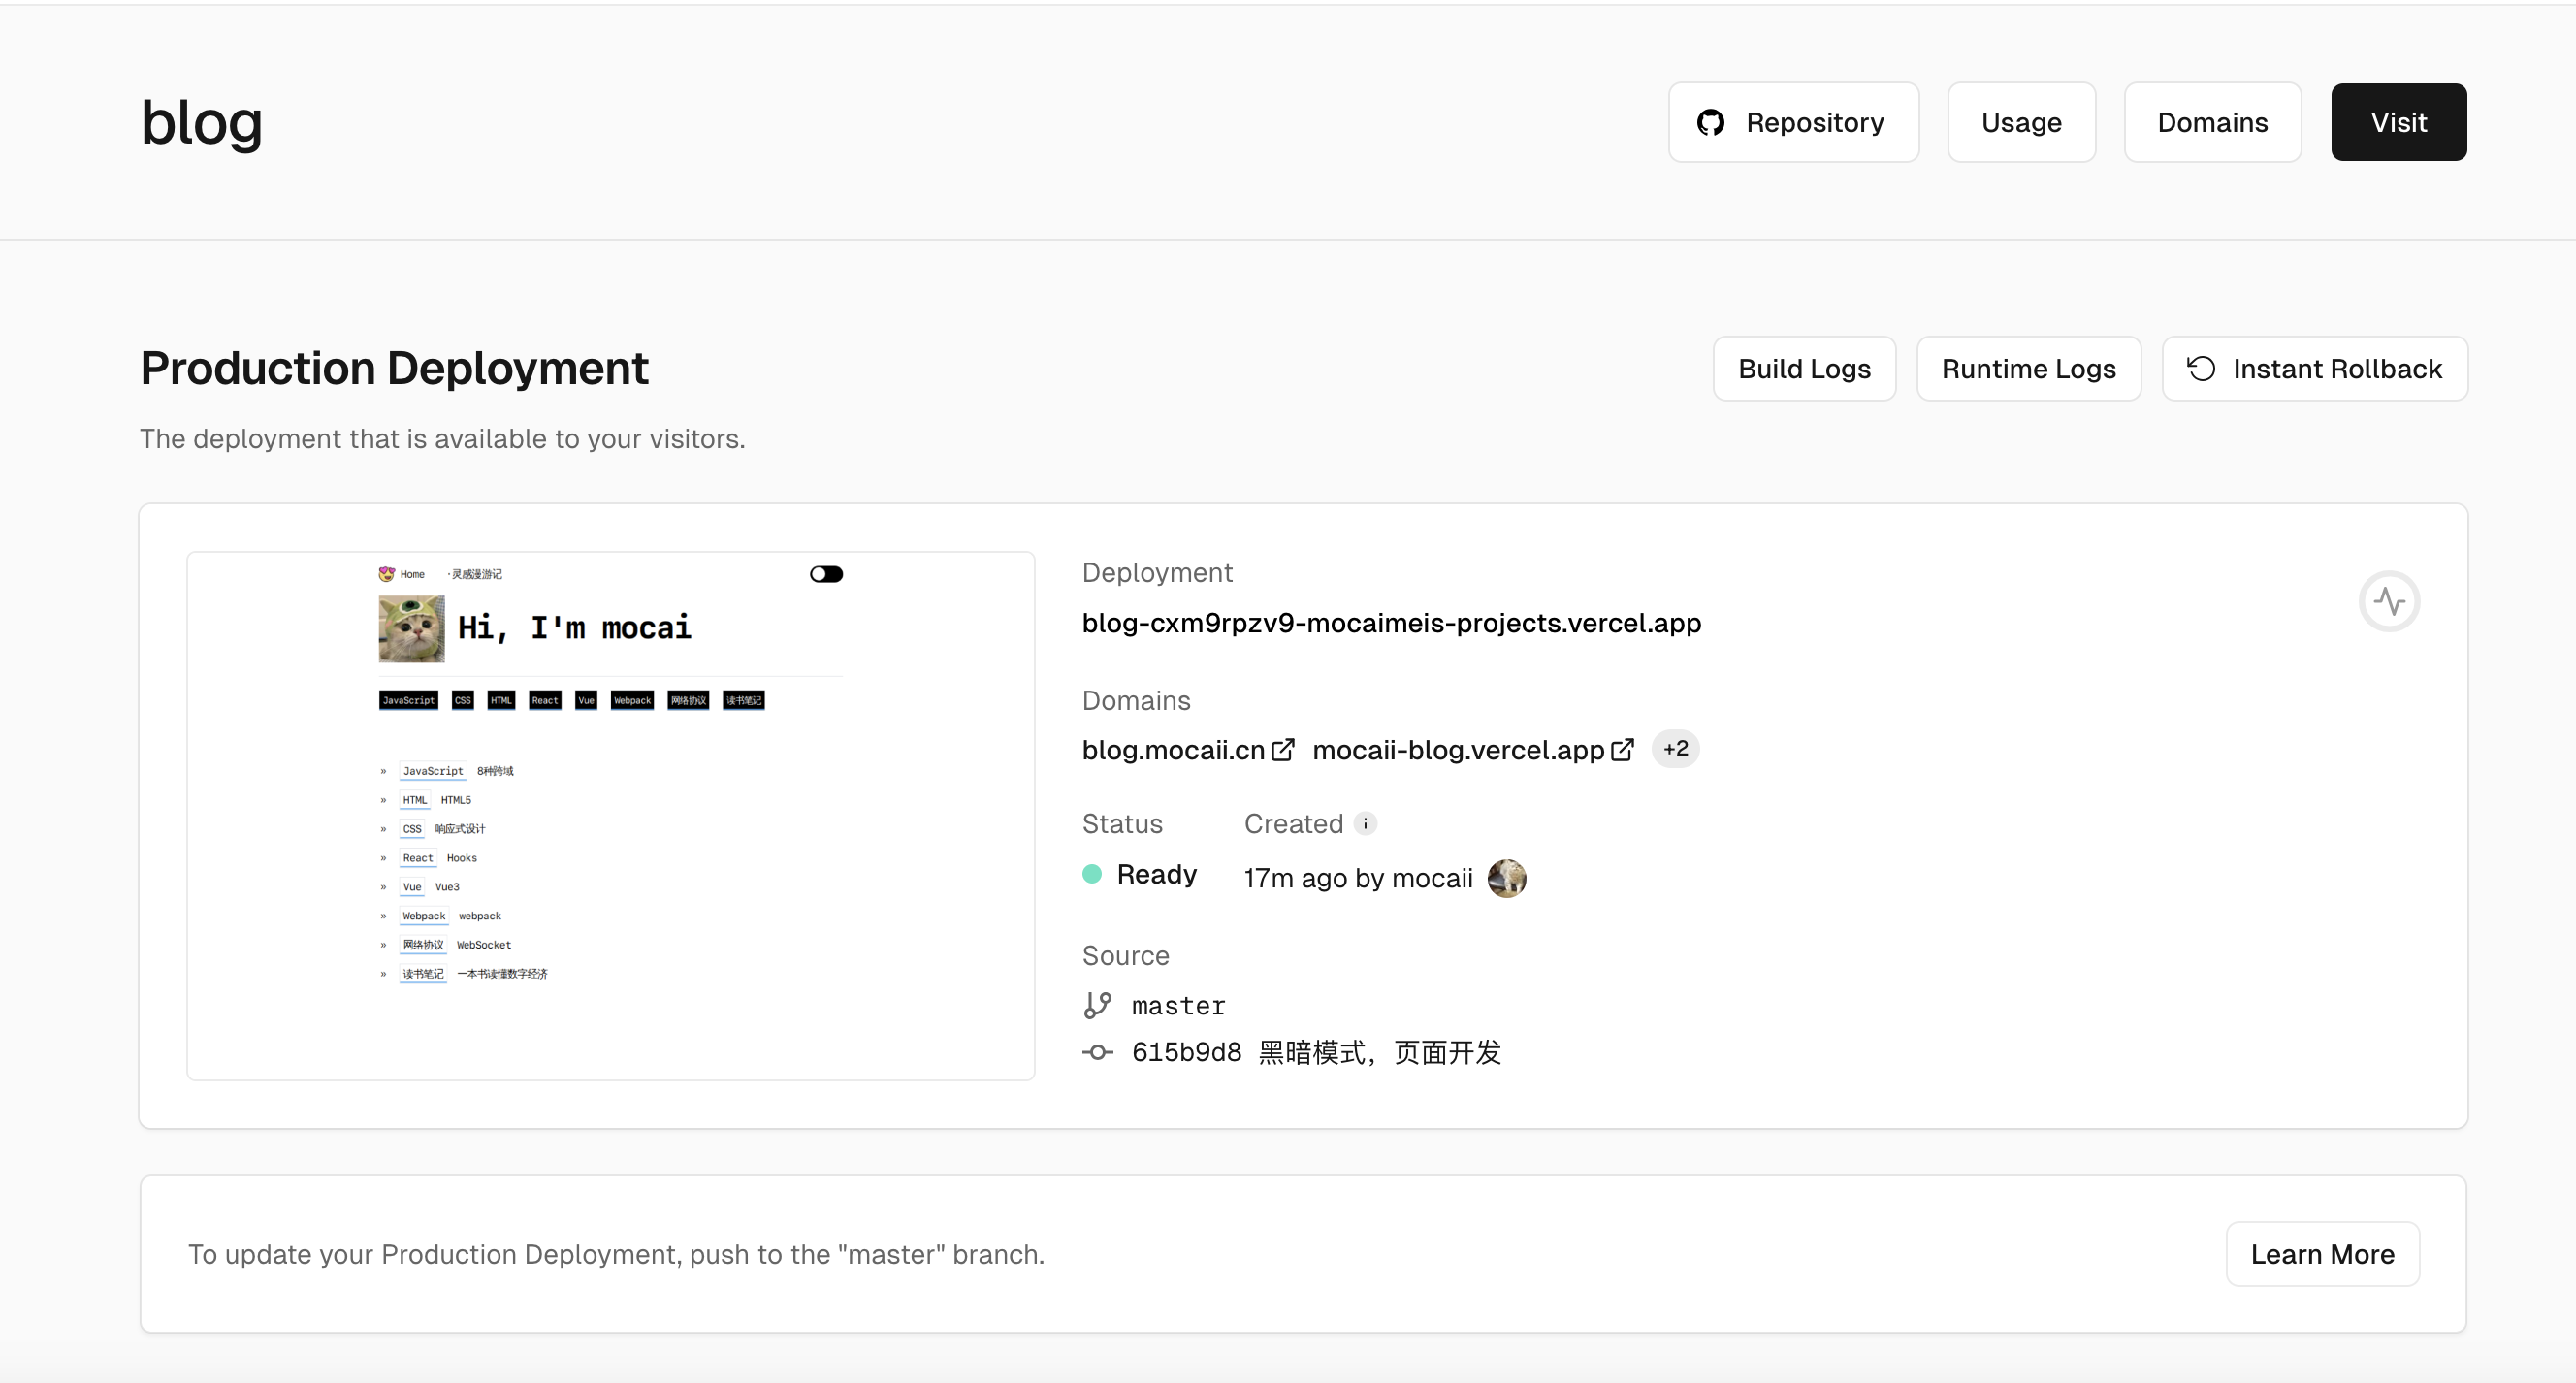 blog
Repository
Usage
Domains
Visit
Production Deployment
Build Logs
Runtime Logs
Instant Rollback
The deployment that is available to your visitors.
Home
·灵感漫游记
Hi, I'm mocai
JavaScript CSS HTML React Vue Webpack 网络协议 读书笔记
» JavaScript 8种跨域
» HTML HTML5
» CSS 响应式设计
» React Hooks
» Vue Vue3
» Webpack webpack
» 网络协议 WebSocket
» 读书笔记 一本书读懂数字经济
Deployment
blog-cxm9rpzv9-mocaimeis-projects.vercel.app
Domains
blog.mocaii.cn mocaii-blog.vercel.app +2
Status
Created
Ready
17m ago by mocaii
Source
master
615b9d8 黑暗模式，页面开发
To update your Production Deployment, push to the "master" branch.
Learn More